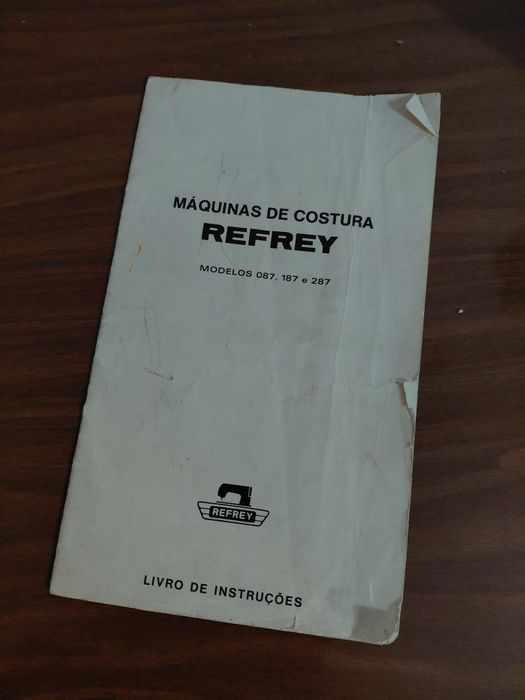 MÁQUINAS DE COSTURA
REFREY
MODELOS 087, 187 e 287
REFREY
LIVRO DE INSTRUÇÕES